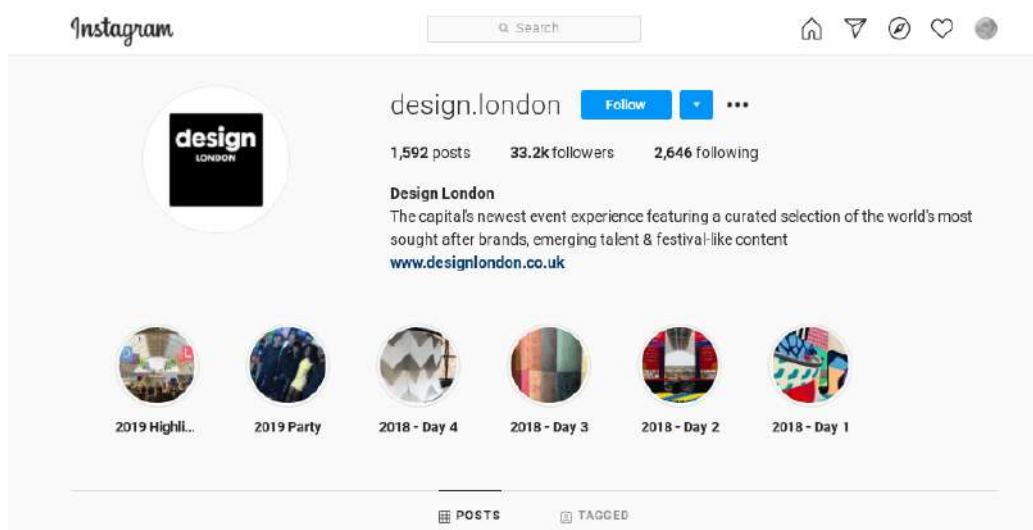 Instagram
Search
design.london Follow
design
LONDON
1,592 posts 33.2k followers 2,646 following
Design London
The capital's newest event experience featuring a curated selection of the world's most
sought after brands, emerging talent & festival-like content
www.designlondon.co.uk
D L
2019 Highli... 2019 Party 2018 - Day 4 2018 - Day 3 2018 - Day 2 2018 - Day 1
POSTS TAGGED